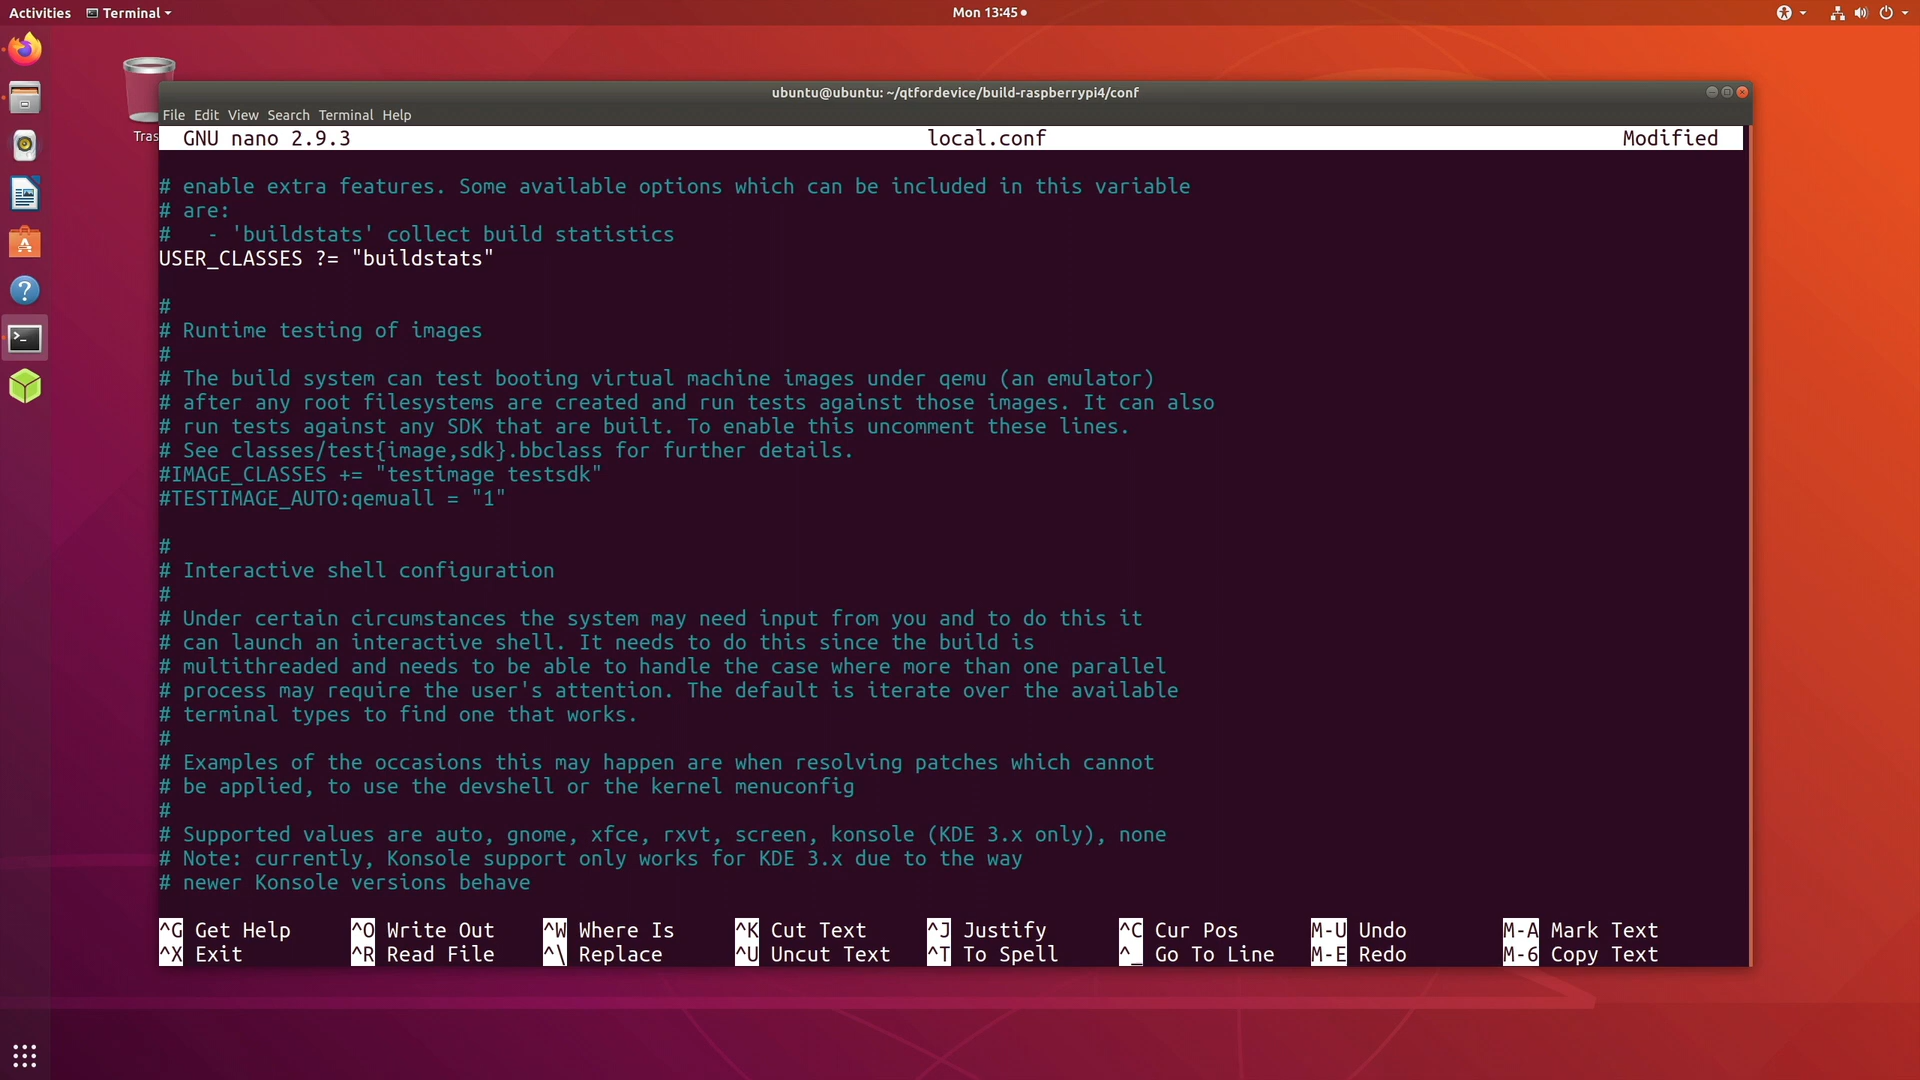 Activities Terminal Mon 13:45
Tras
ubuntu@ubuntu: ~/qtfordevice/build-raspberrypi4/conf
File Edit View Search Terminal Help
GNU nano 2.9.3 local.conf Modified
# enable extra features. Some available options which can be included in this variable
# are:
#   - 'buildstats' collect build statistics
USER_CLASSES ?= "buildstats"
#
# Runtime testing of images
#
# The build system can test booting virtual machine images under qemu (an emulator)
# after any root filesystems are created and run tests against those images. It can also
# run tests against any SDK that are built. To enable this uncomment these lines.
# See classes/test{image,sdk}.bbclass for further details.
#IMAGE_CLASSES += "testimage testsdk"
#TESTIMAGE_AUTO:qemuall = "1"
#
# Interactive shell configuration
#
# Under certain circumstances the system may need input from you and to do this it
# can launch an interactive shell. It needs to do this since the build is
# multithreaded and needs to be able to handle the case where more than one parallel
# process may require the user's attention. The default is iterate over the available
# terminal types to find one that works.
#
# Examples of the occasions this may happen are when resolving patches which cannot
# be applied, to use the devshell or the kernel menuconfig
#
# Supported values are auto, gnome, xfce, rxvt, screen, konsole (KDE 3.x only), none
# Note: currently, Konsole support only works for KDE 3.x due to the way
# newer Konsole versions behave
^G Get Help ^O Write Out ^W Where Is ^K Cut Text ^J Justify ^C Cur Pos M-U Undo M-A Mark Text
^X Exit ^R Read File ^\ Replace ^U Uncut Text ^T To Spell ^_ Go To Line M-E Redo M-6 Copy Text